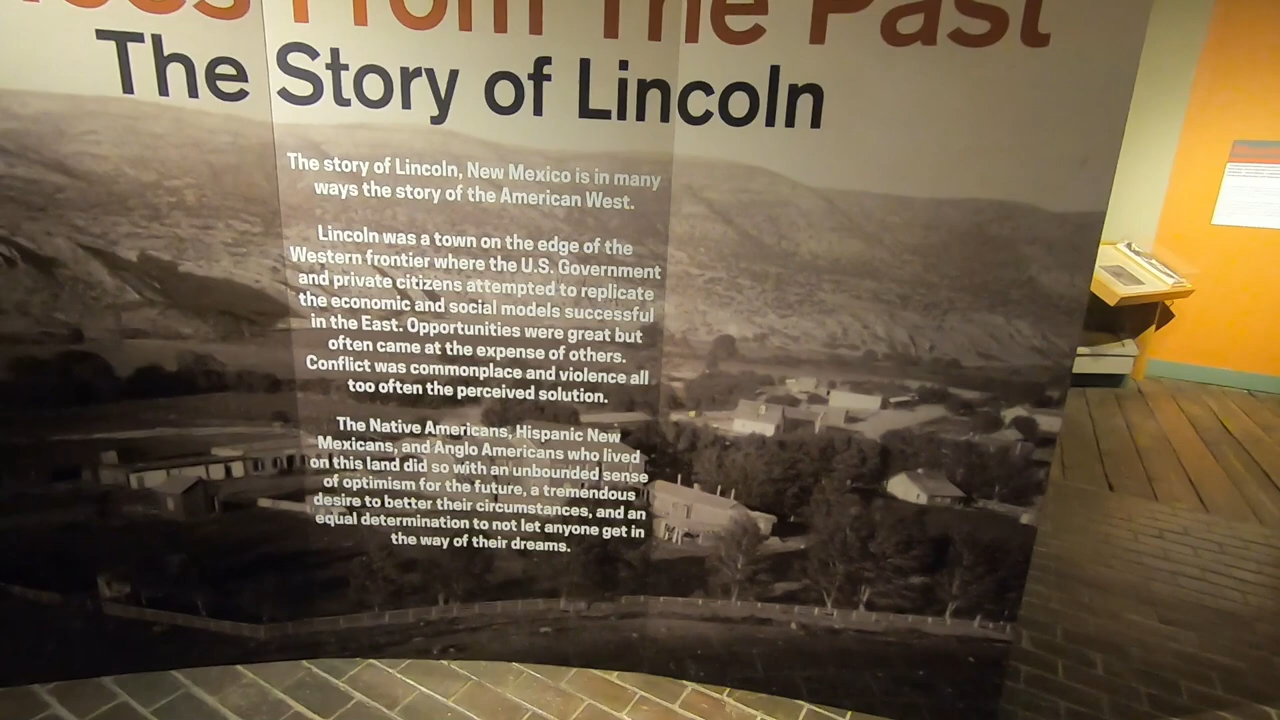 From The Past
The Story of Lincoln
The story of Lincoln, New Mexico is in many
ways the story of the American West.
Lincoln was a town on the edge of the
Western frontier where the U.S. Government
and private citizens attempted to replicate
the economic and social models successful
in the East. Opportunities were great but
often came at the expense of others.
Conflict was commonplace and violence all
too often the perceived solution.
The Native Americans, Hispanic New
Mexicans, and Anglo Americans who lived
on this land did so with an unbounded sense
of optimism for the future, a tremendous
desire to better their circumstances, and an
equal determination to not let anyone get in
the way of their dreams.